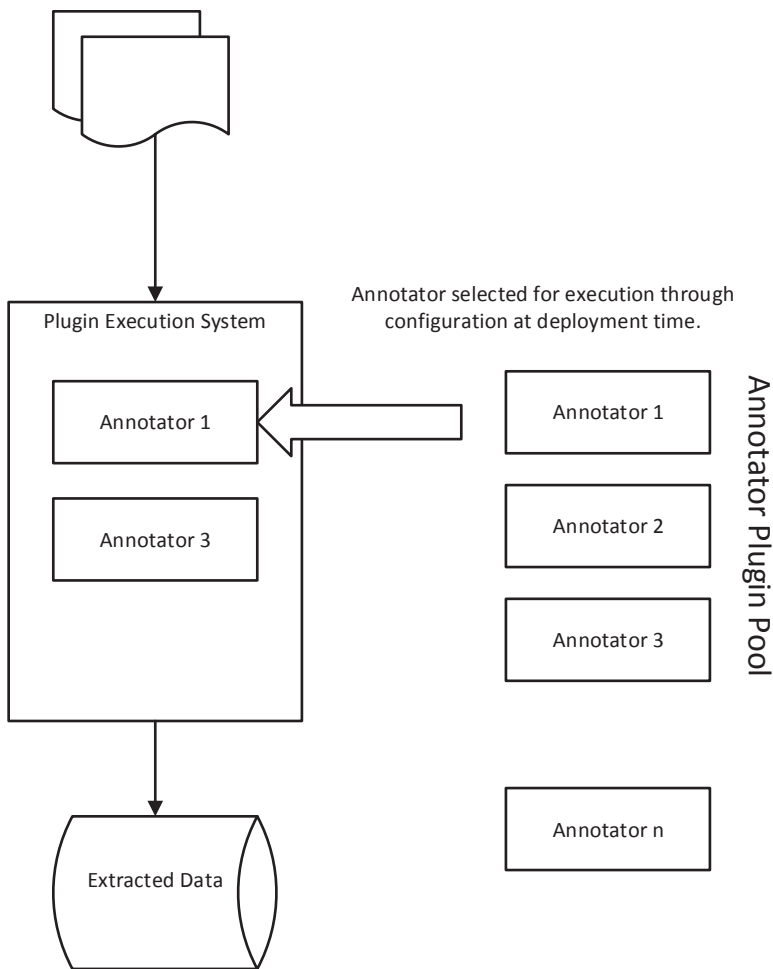 Plugin Execution System
Annotator 1
Annotator 3
Annotator selected for execution through
configuration at deployment time.
Annotator 1
Annotator 2
Annotator 3
Annotator n
Annotator Plugin Pool
Extracted Data